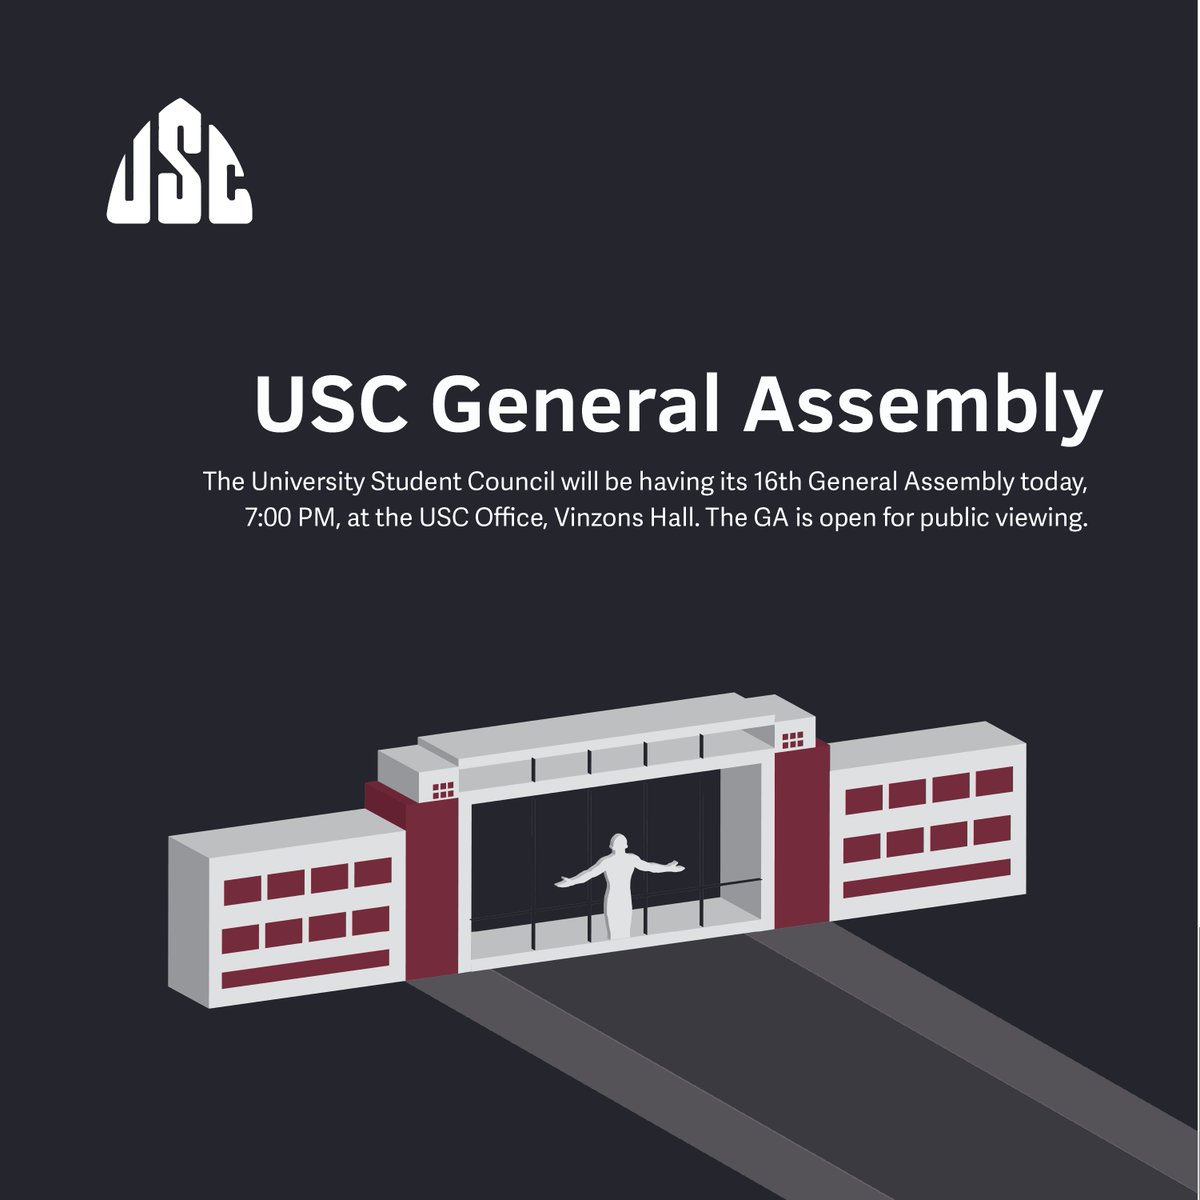 USC
USC General Assembly
The University Student Council will be having its 16th General Assembly today,
7:00 PM, at the USC Office, Vinzons Hall. The GA is open for public viewing.